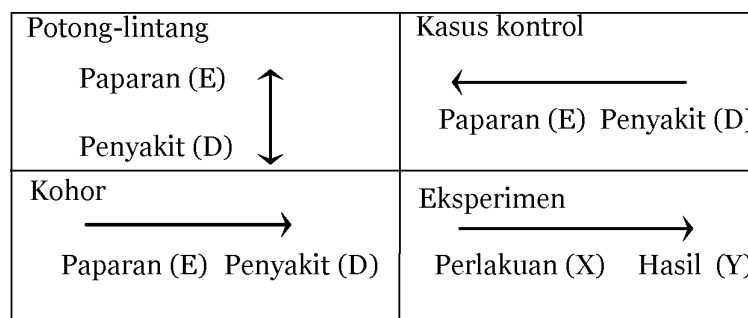 Potong-lintang
Paparan (E)
Penyakit (D)
Kasus kontrol
Paparan (E) Penyakit (D)
Kohor
Paparan (E) Penyakit (D)
Eksperimen
Perlakuan (X) Hasil (Y)